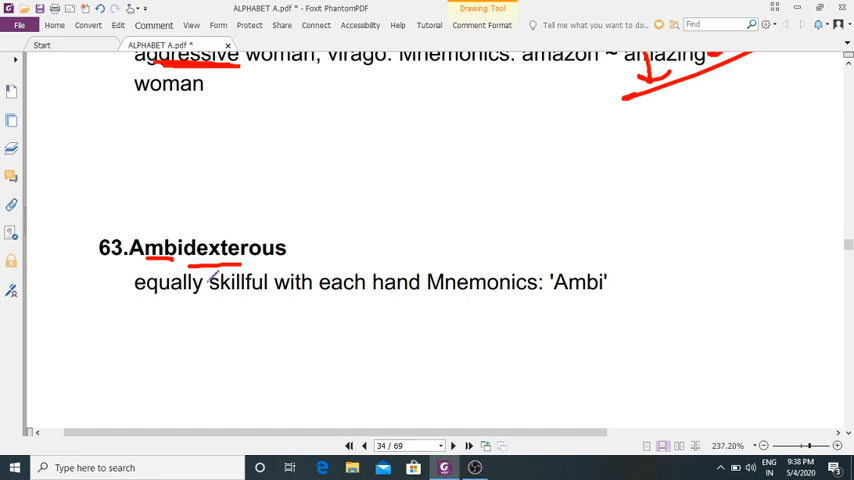 ALPHABET A.pdf * - Foxit PhantomPDF
Drawing Tool
File Home Convert Edit Comment View Form Protect Share Connect Accessibility Help Tutorial Comment Format Tell me what you want to do.. Find
Start ALPHABET A.pdf *
aggressive woman, virago. Mnemonics: amazon ~ amazing
woman
63.Ambidexterous
equally skillful with each hand Mnemonics: 'Ambi'
34 / 69 237.20%
Type here to search ENG 9:38 PM
IN 5/4/2020 3